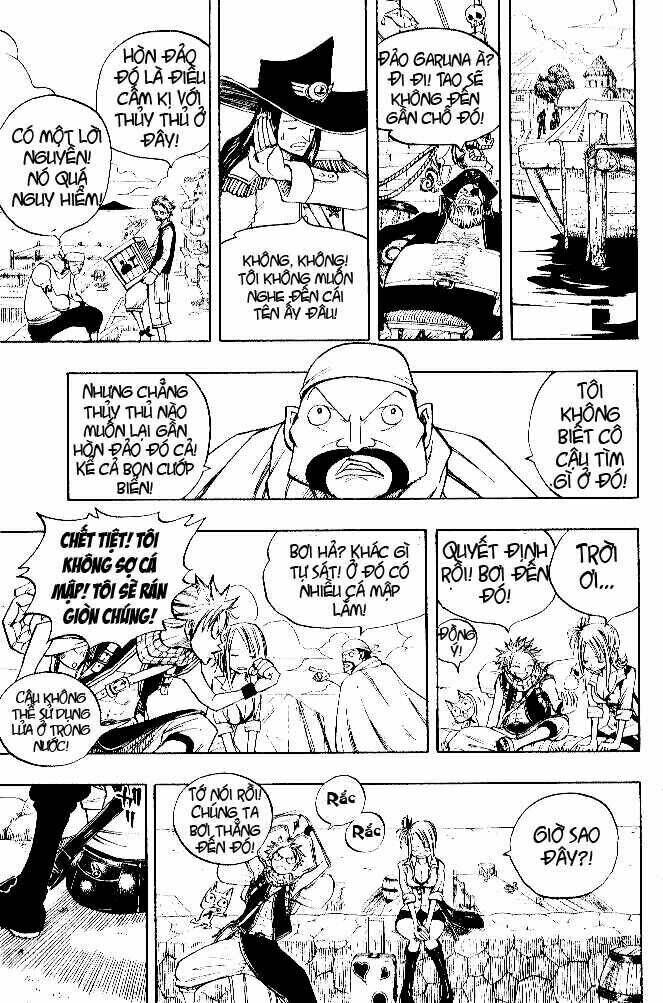 ĐẢO GARUNA À?
ĐI ĐI! TAO SẼ
KHÔNG ĐẾN
GẦN CHỖ ĐÓ!
KHÔNG, KHÔNG!
TÔI KHÔNG MUỐN
NGHE ĐẾN CÁI
TÊN ẤY ĐÂU!
HÒN ĐẢO
ĐÓ LÀ ĐIỀU
CẤM KỊ VỚI
THỦY THỦ Ở
ĐÂY!
CÓ MỘT LỜI
NGUYỀN!
NÓ QUÁ
NGUY HIỂM!
TÔI
KHÔNG
BIẾT CÔ
CẬU TÌM
GÌ Ở ĐÓ!
NHƯNG CHẲNG
THỦY THỦ NÀO
MUỐN LẠI GẦN
HÒN ĐẢO ĐÓ CẢ!
KỂ CẢ BỌN CƯỚP
BIỂN!
TRỜI
ƠI...
QUYẾT ĐỊNH
RỒI! BƠI ĐẾN
ĐÓ!
ĐỒNG
Ý!
BƠI HẢ? KHÁC GÌ
TỰ SÁT! Ở ĐÓ CÓ
NHIỀU CÁ MẬP
LẮM!
CHẾT TIỆT! TÔI
KHÔNG SỢ CÁ
MẬP! TÔI SẼ RÁN
GIÒN CHÚNG!
CẬU KHÔNG
THỂ SỬ DỤNG
LỬA Ở TRONG
NƯỚC!
GIỜ SAO
ĐÂY?!
RẮC
RẮC
TỚ NÓI RỒI!
CHÚNG TA
BƠI THẲNG
ĐẾN ĐÓ!